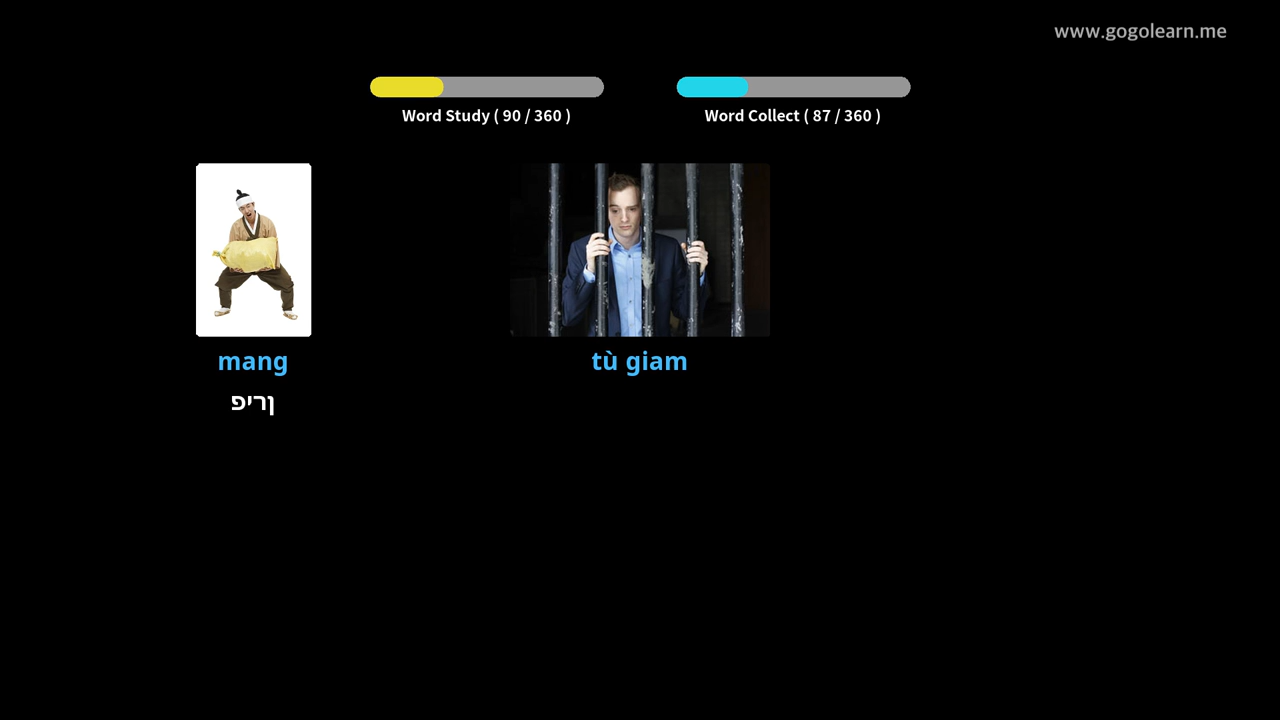 www.gogolearn.me
Word Study ( 90 / 360 )
Word Collect ( 87 / 360 )
mang
tù giam
ןריפ